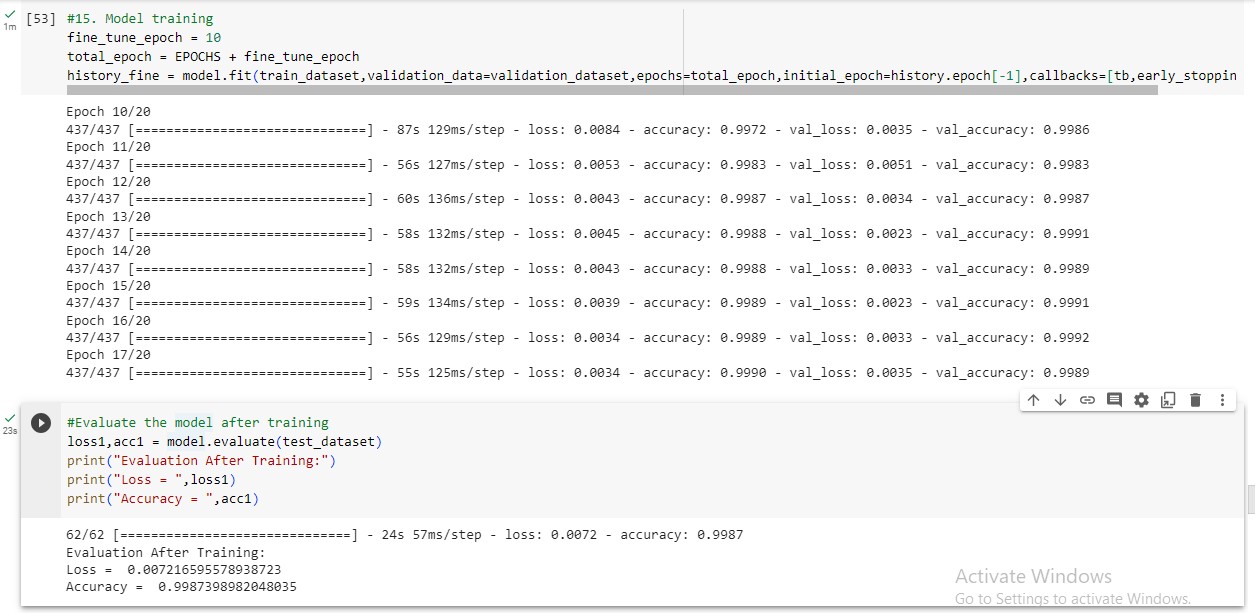 [53] #15. Model training
1m
fine_tune_epoch = 10
total_epoch = EPOCHS + fine_tune_epoch
history_fine = model.fit(train_dataset,validation_data=validation_dataset,epochs=total_epoch,initial_epoch=history.epoch[-1],callbacks=[tb,early_stoppin
Epoch 10/20
437/437 [==============================] - 87s 129ms/step - loss: 0.0084 - accuracy: 0.9972 - val_loss: 0.0035 - val_accuracy: 0.9986
Epoch 11/20
437/437 [==============================] - 56s 127ms/step - loss: 0.0053 - accuracy: 0.9983 - val_loss: 0.0051 - val_accuracy: 0.9983
Epoch 12/20
437/437 [==============================] - 60s 136ms/step - loss: 0.0043 - accuracy: 0.9987 - val_loss: 0.0034 - val_accuracy: 0.9987
Epoch 13/20
437/437 [==============================] - 58s 132ms/step - loss: 0.0045 - accuracy: 0.9988 - val_loss: 0.0023 - val_accuracy: 0.9991
Epoch 14/20
437/437 [==============================] - 58s 132ms/step - loss: 0.0043 - accuracy: 0.9988 - val_loss: 0.0033 - val_accuracy: 0.9989
Epoch 15/20
437/437 [==============================] - 59s 134ms/step - loss: 0.0039 - accuracy: 0.9989 - val_loss: 0.0023 - val_accuracy: 0.9991
Epoch 16/20
437/437 [==============================] - 56s 129ms/step - loss: 0.0034 - accuracy: 0.9989 - val_loss: 0.0033 - val_accuracy: 0.9992
Epoch 17/20
437/437 [==============================] - 55s 125ms/step - loss: 0.0034 - accuracy: 0.9990 - val_loss: 0.0035 - val_accuracy: 0.9989
#Evaluate the model after training
23s
loss1,acc1 = model.evaluate(test_dataset)
print("Evaluation After Training:")
print("Loss = ",loss1)
print("Accuracy = ",acc1)
62/62 [==============================] - 24s 57ms/step - loss: 0.0072 - accuracy: 0.9987
Evaluation After Training:
Loss =  0.007216595578938723
Accuracy =  0.9987398982048035
Activate Windows
Go to Settings to activate Windows.